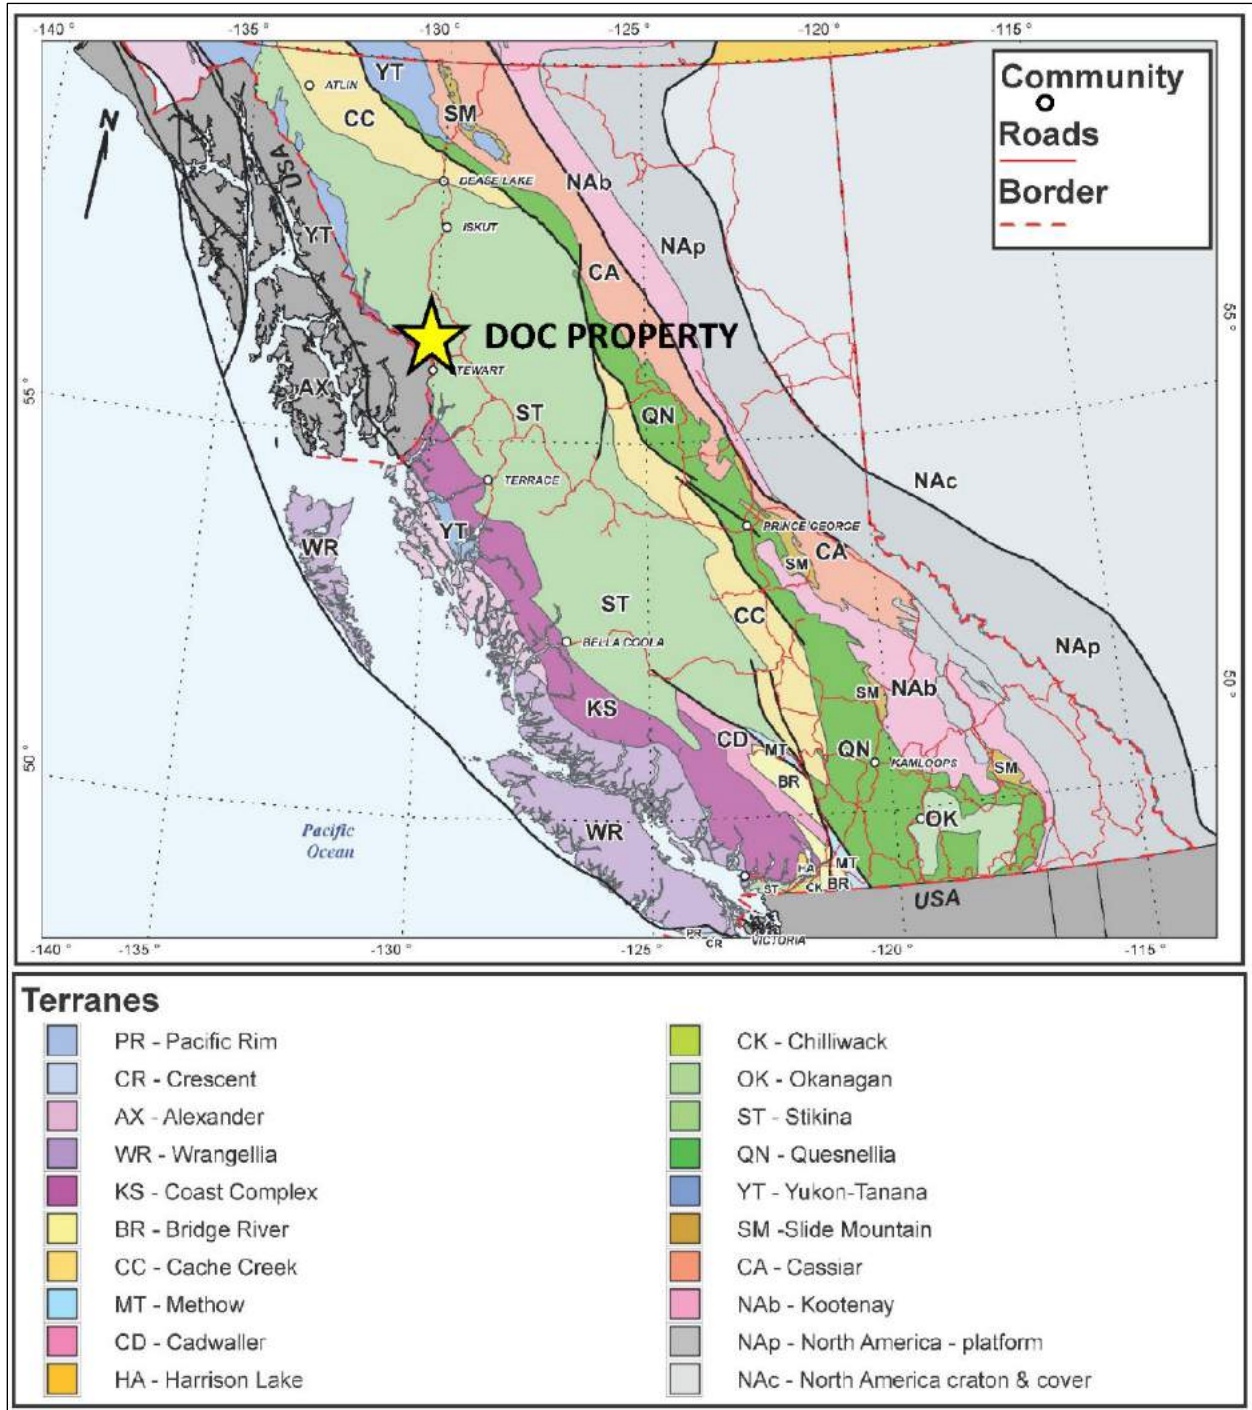 -140 ° -135 ° -130 ° -125 ° -120 ° -115 °
Community
Roads
Border
N
ATLIN
YT
CC
SM
USA
DEASE LAKE
NAb
ISKUT
YT
NAp
CA
55 °
DOC PROPERTY
TEWART
55 °
AX
ST
QN
TERRACE
NAc
PRINCE GEORGE
WR
YT
CA
SM
ST
CC
BELLA COOLA
NAp
50 °
SM
NAb
KS
CD
MT
QN
KAMLOOPS
SM
BR
50 °
WR
OK
Pacific
Ocean
HA
MT
ST
CK
BR
USA
PR
CR
VICTORIA
-140 ° -135 ° -130 ° -125 ° -120 ° -115 °
Terranes
PR - Pacific Rim
CR - Crescent
AX - Alexander
WR - Wrangellia
KS - Coast Complex
BR - Bridge River
CC - Cache Creek
MT - Methow
CD - Cadwaller
HA - Harrison Lake
CK - Chilliwack
OK - Okanagan
ST - Stikina
QN - Quesnellia
YT - Yukon-Tanana
SM -Slide Mountain
CA - Cassiar
NAb - Kootenay
NAp - North America - platform
NAc - North America craton & cover